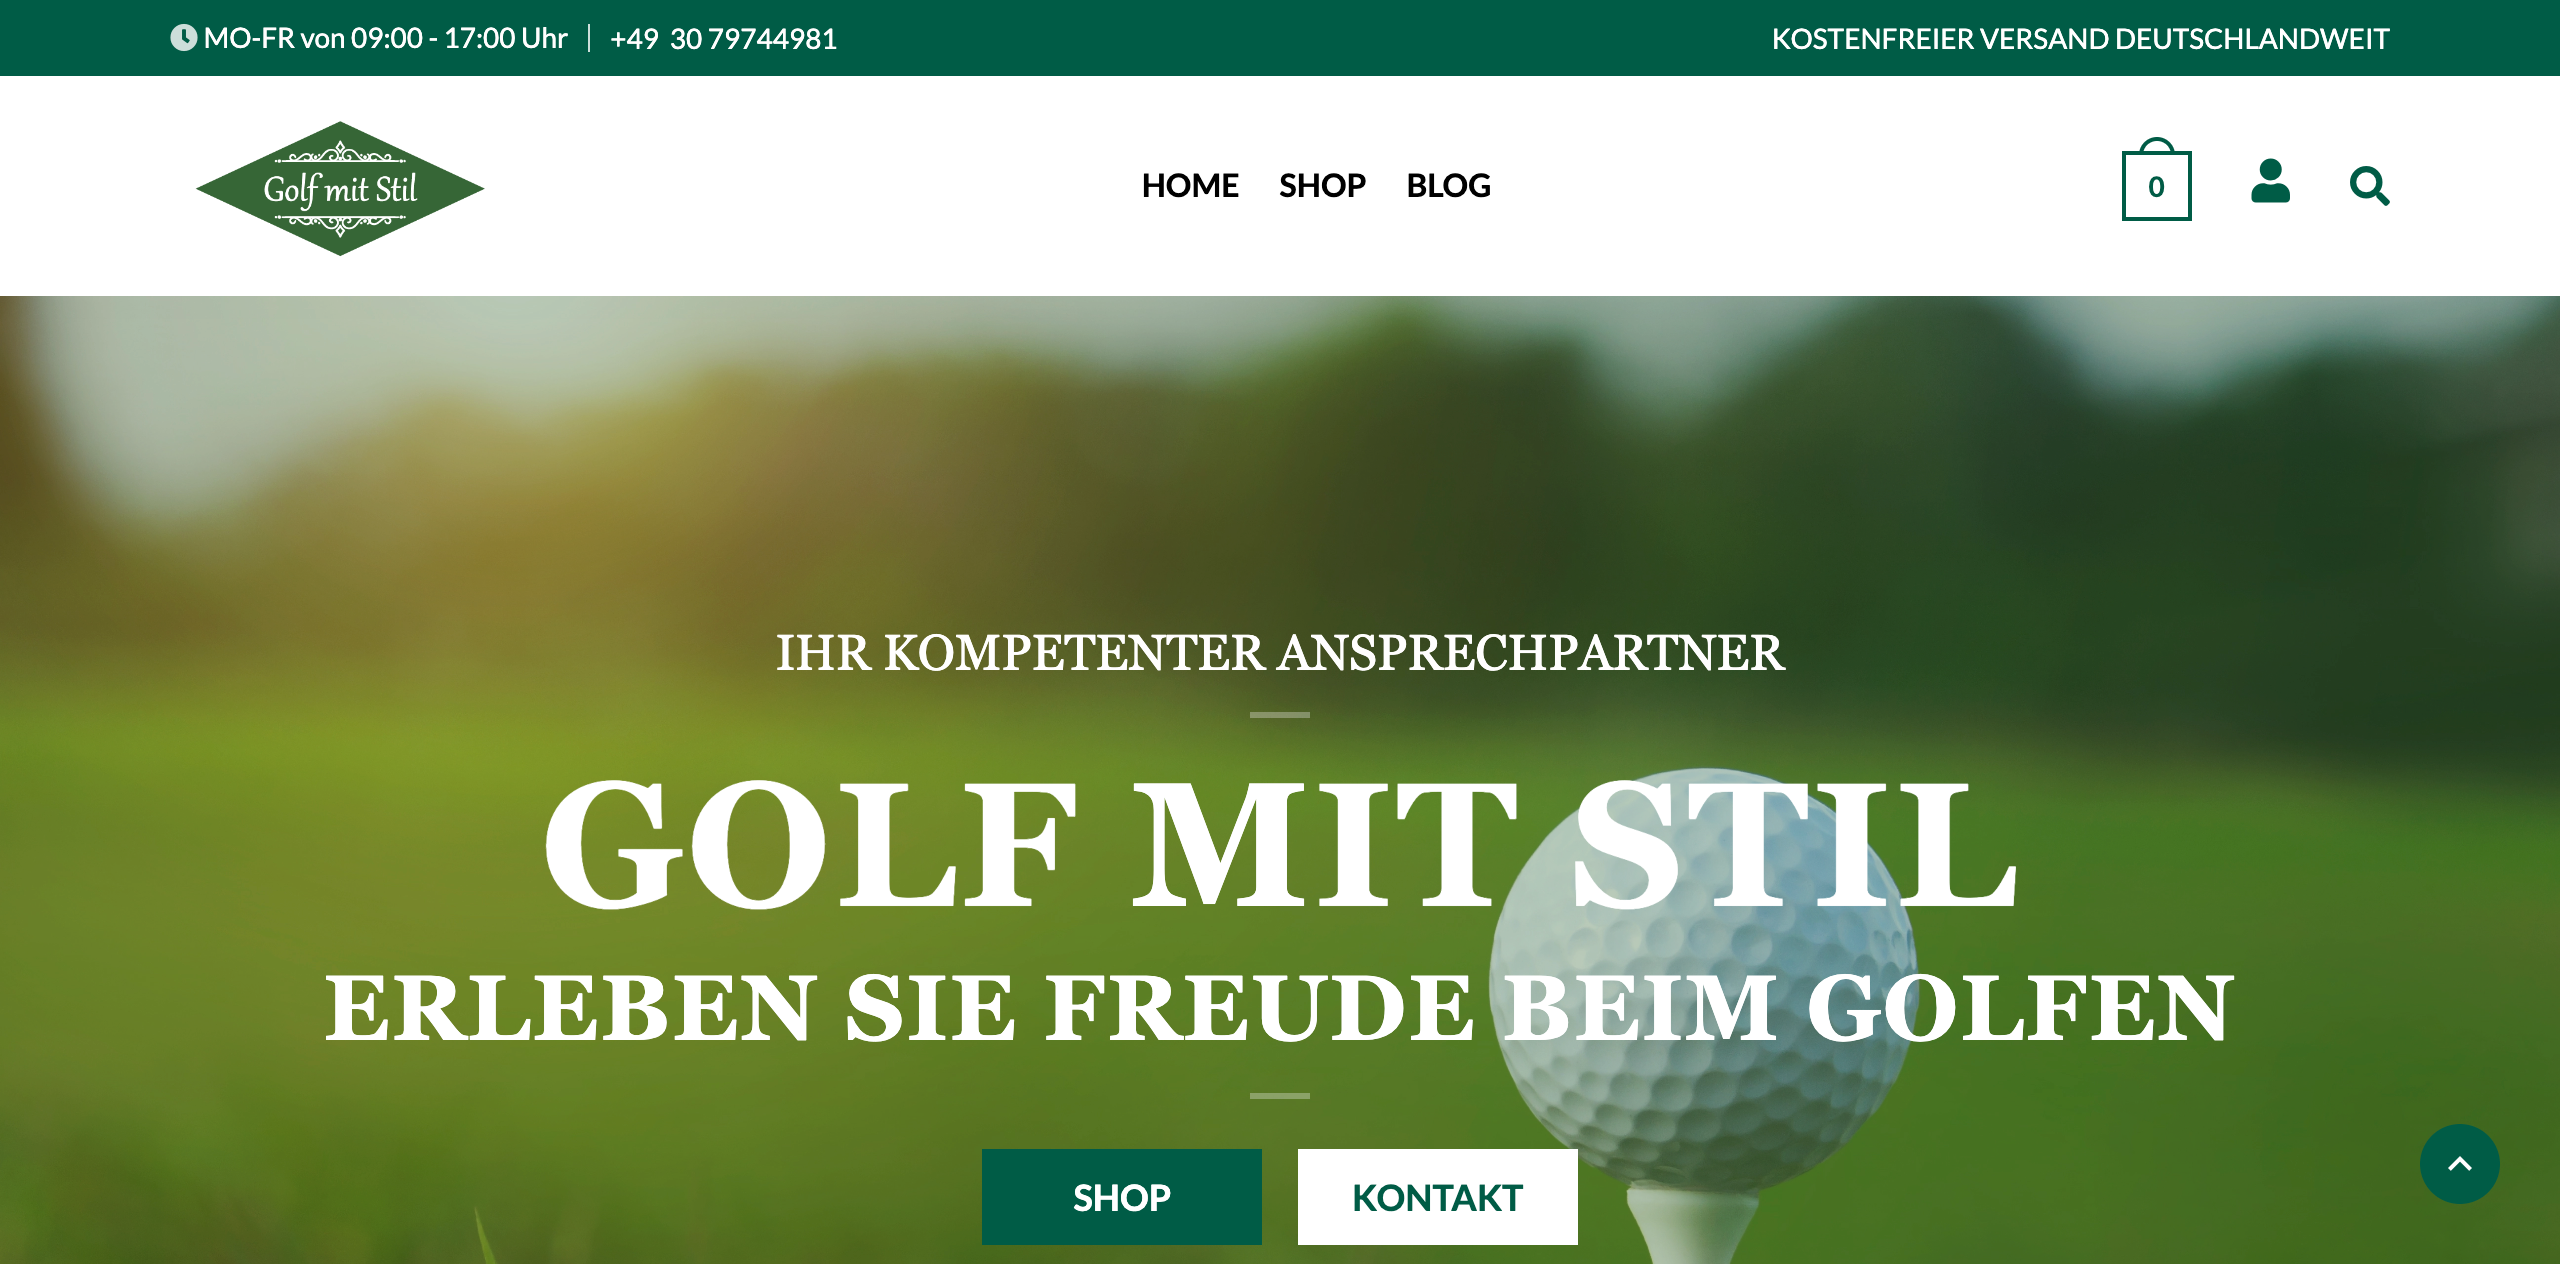 MO-FR von 09:00 - 17:00 Uhr | +49 30 79744981
KOSTENFREIER VERSAND DEUTSCHLANDWEIT
Golf mit Stil
HOME SHOP BLOG
0
IHR KOMPETENTER ANSPRECHPARTNER
GOLF MIT STIL
ERLEBEN SIE FREUDE BEIM GOLFEN
SHOP KONTAKT